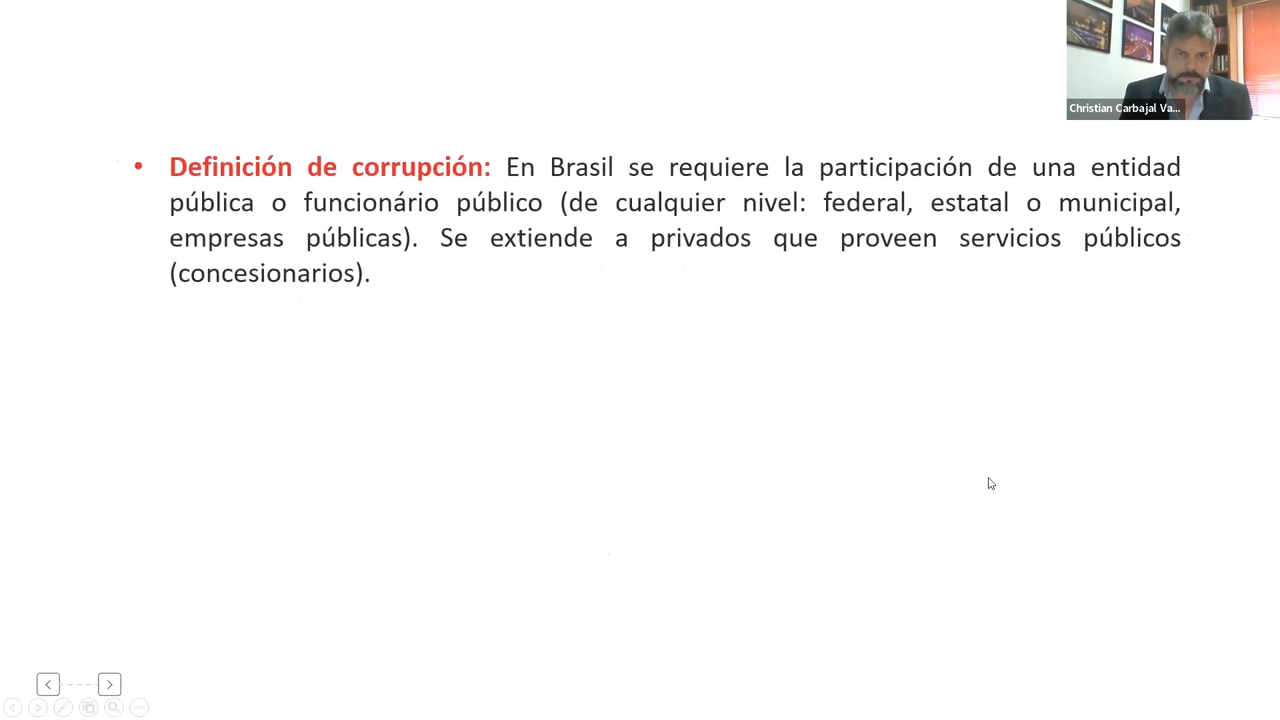 Christian Carbajal Va...
• Definición de corrupción: En Brasil se requiere la participación de una entidad
pública o funcionário público (de cualquier nivel: federal, estatal o municipal,
empresas públicas). Se extiende a privados que proveen servicios públicos
(concesionarios).